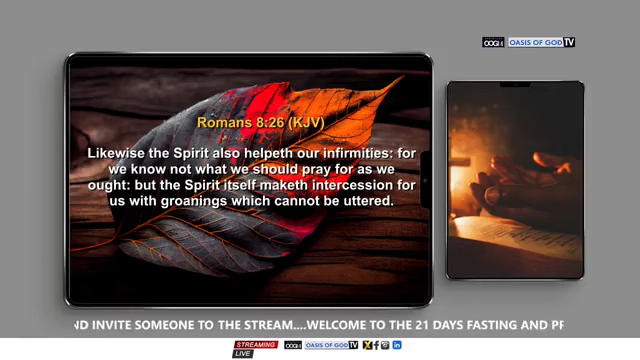 OOGM OASIS OF GOD TV
Romans 8:26 (KJV)
Likewise the Spirit also helpeth our infirmities: for
we know not what we should pray for as we
ought: but the Spirit itself maketh intercession for
us with groanings which cannot be uttered.
INVITE SOMEONE TO THE STREAM....WELCOME TO THE 21 DAYS FASTING AND
STREAMING
LIVE
OASIS OF GOD TV